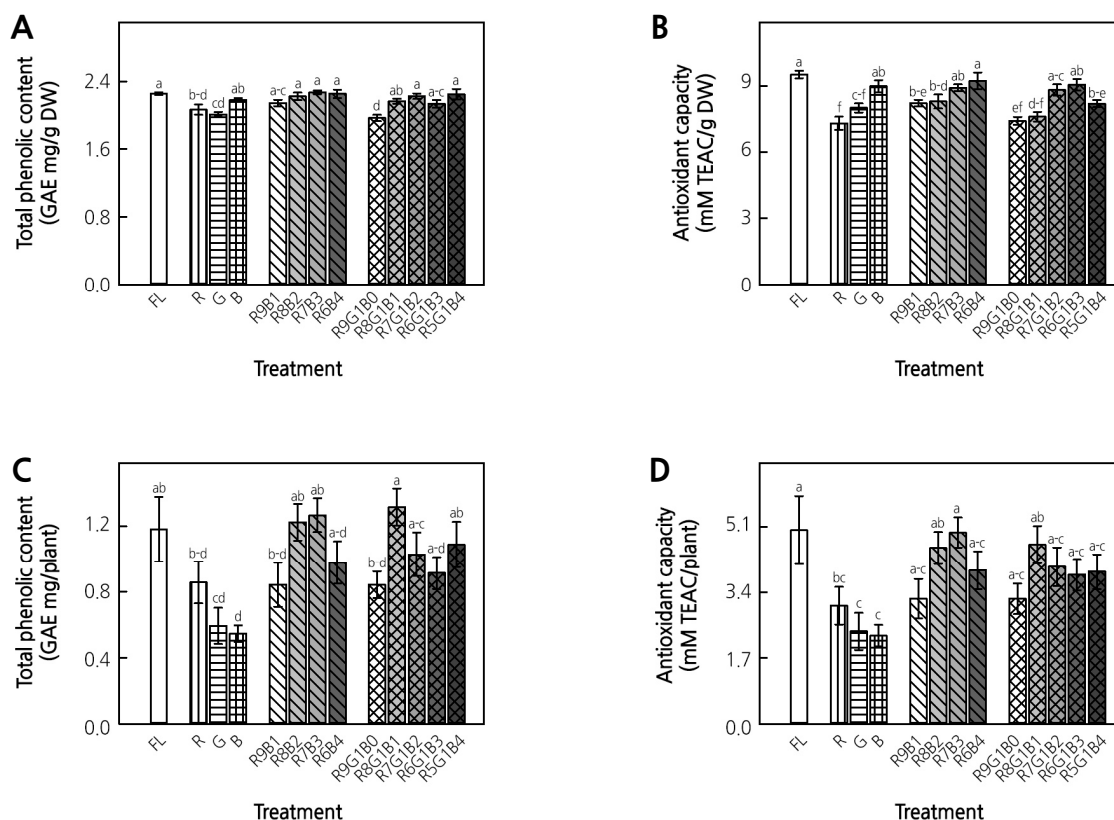 A
Total phenolic content
(GAE mg/g DW)
2.4
1.6
0.8
0.0
a
b-d
cd
ab
a-c
a
a
a
d
ab
a
a-c
a
FL
R
G
B
R9B1
R8B2
R7B3
R6B4
R9G1B0
R8G1B1
R7G1B2
R6G1B3
R5G1B4
Treatment
B
Antioxidant capacity
(mM TEAC/g DW)
9
6
3
0
a
f
c-f
ab
b-e
b-d
ab
a
ef
d-f
a-c
ab
b-e
FL
R
G
B
R9B1
R8B2
R7B3
R6B4
R9G1B0
R8G1B1
R7G1B2
R6G1B3
R5G1B4
Treatment
C
Total phenolic content
(GAE mg/plant)
1.2
0.8
0.4
0.0
ab
b-d
cd
d
b-d
ab
ab
a-d
b-d
a
a-c
a-d
ab
FL
R
G
B
R9B1
R8B2
R7B3
R6B4
R9G1B0
R8G1B1
R7G1B2
R6G1B3
R5G1B4
Treatment
D
Antioxidant capacity
(mM TEAC/plant)
5.1
3.4
1.7
0.0
a
bc
c
c
a-c
ab
a
a-c
a-c
ab
a-c
a-c
a-c
FL
R
G
B
R9B1
R8B2
R7B3
R6B4
R9G1B0
R8G1B1
R7G1B2
R6G1B3
R5G1B4
Treatment